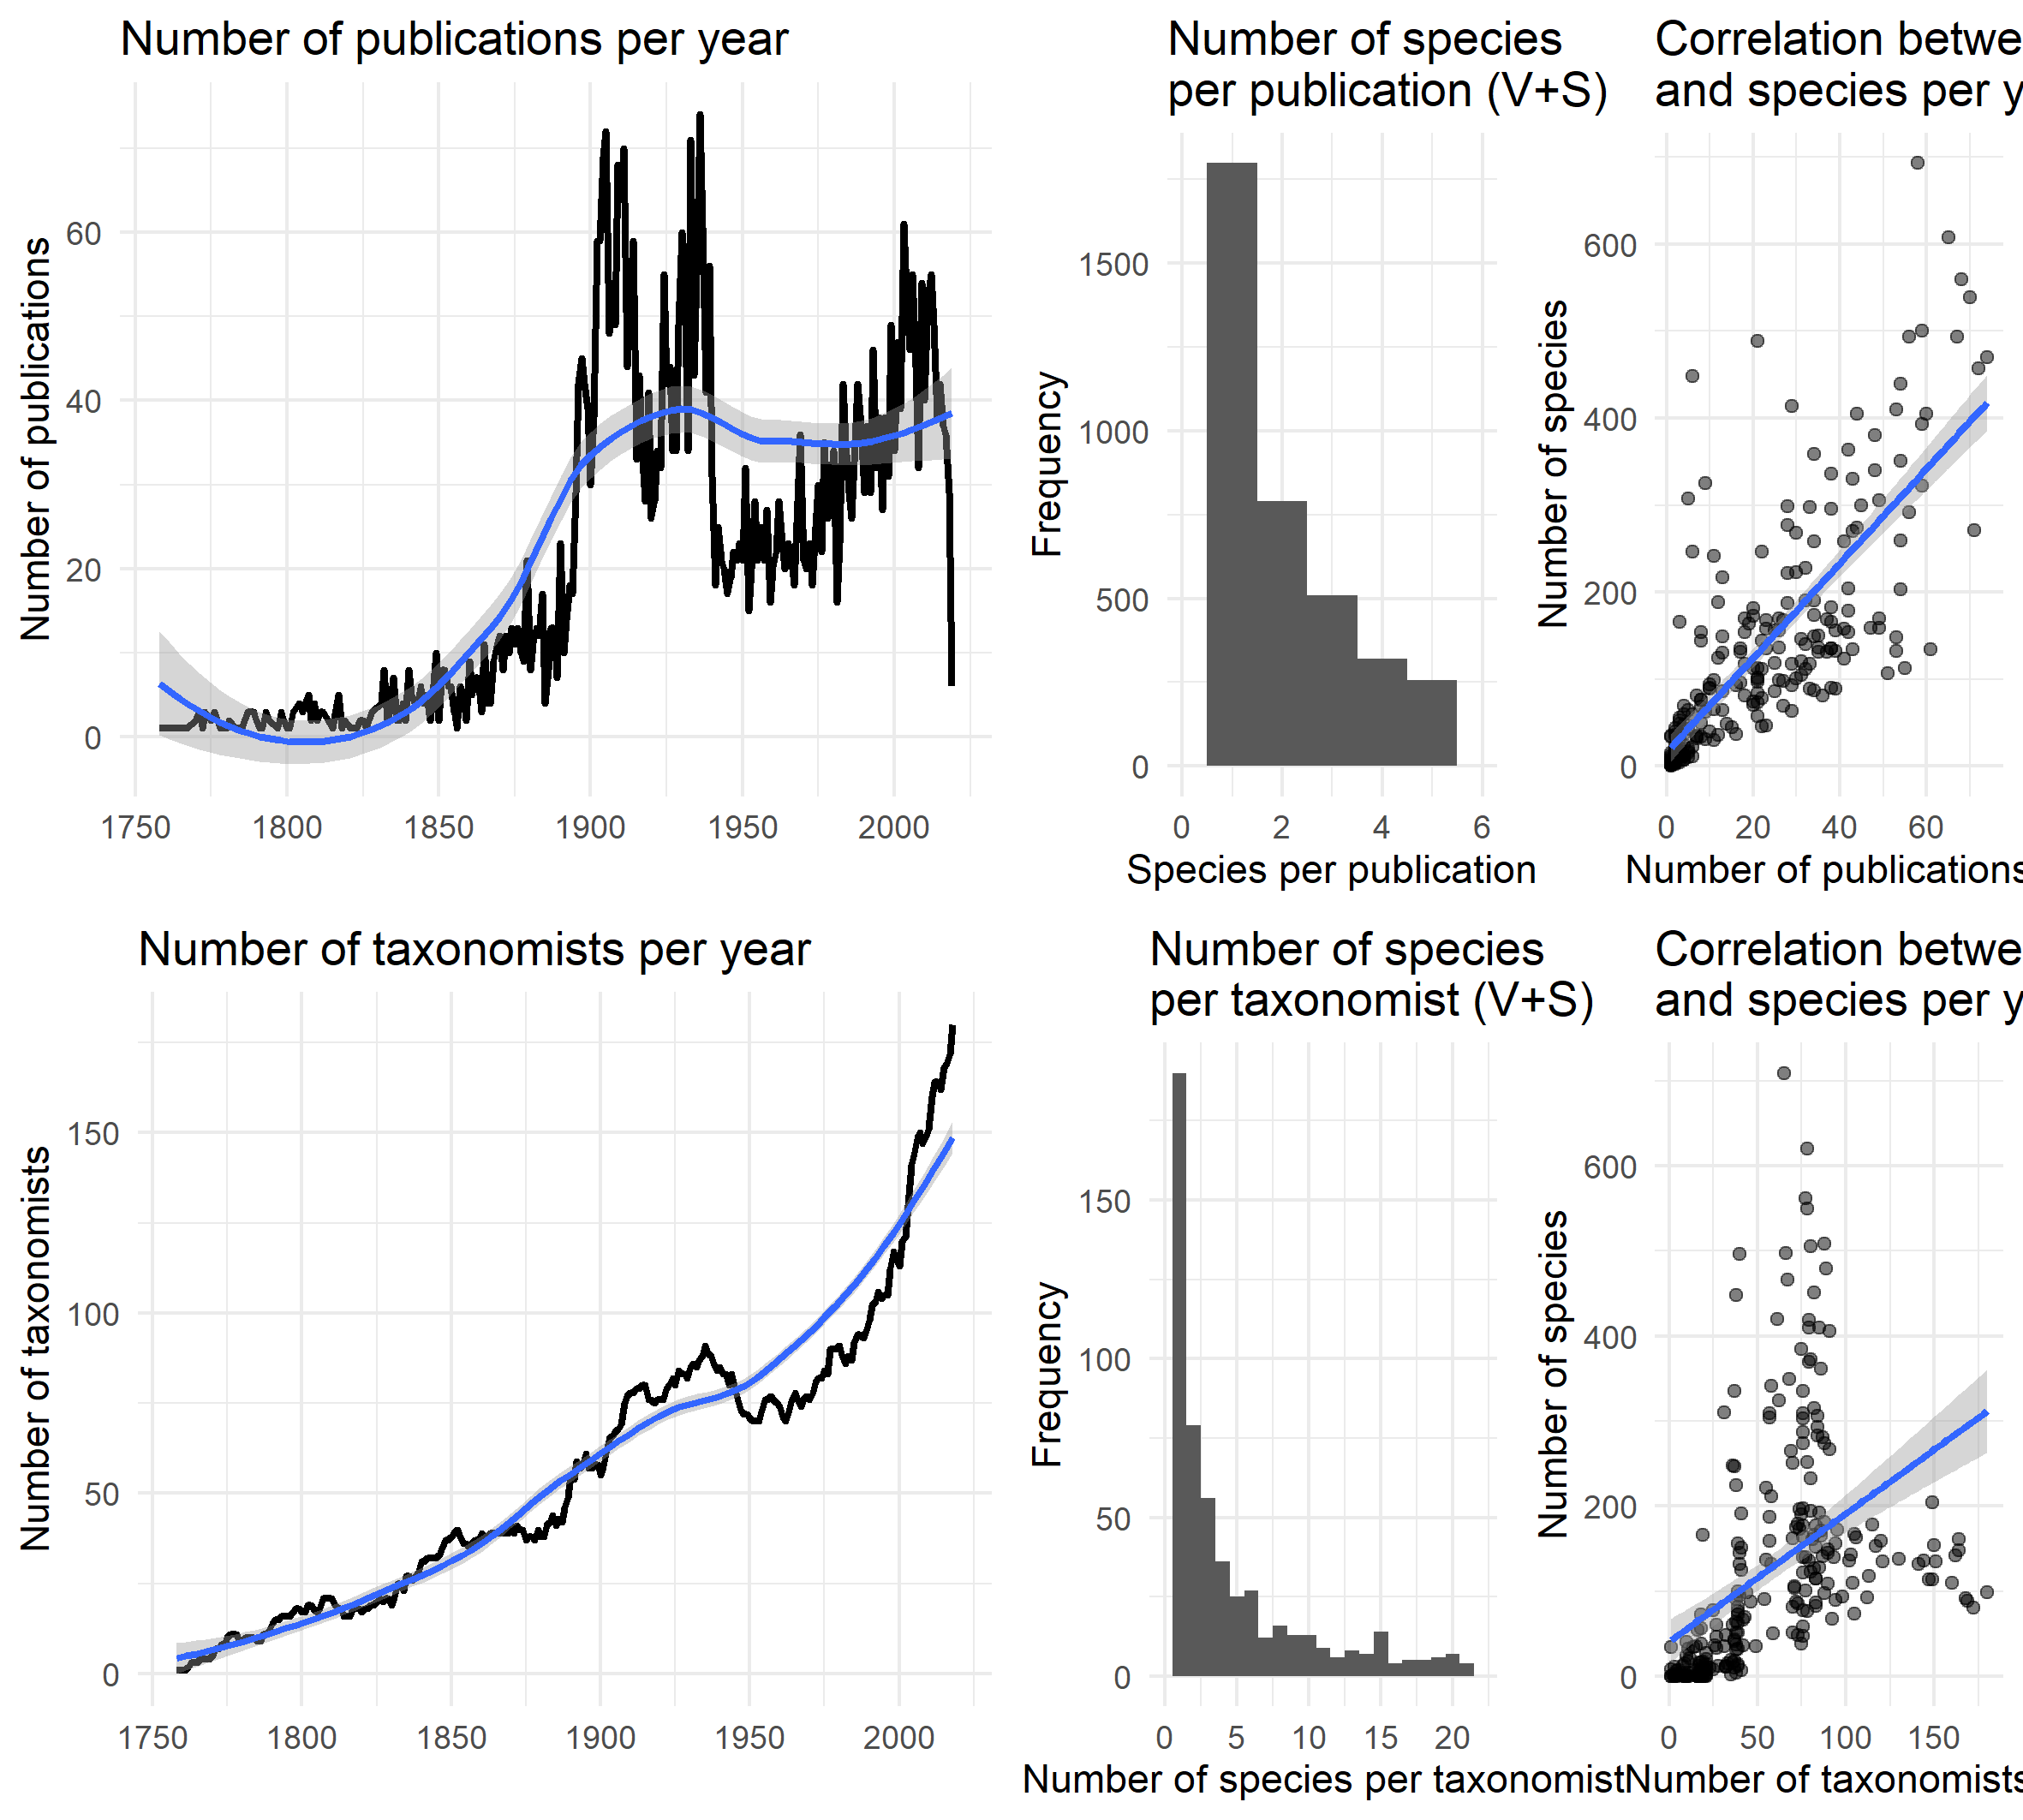 Number of publications per year
Number of publications
60
40
20
0
1750 1800 1850 1900 1950 2000
Number of species
per publication (V+S)
Frequency
1500
1000
500
0
0 2 4 6
Species per publication
Correlation betwe
and species per y
Number of species
600
400
200
0
0 20 40 60
Number of publications
Number of taxonomists per year
Number of taxonomists
150
100
50
0
1750 1800 1850 1900 1950 2000
Number of species
per taxonomist (V+S)
Frequency
150
100
50
0
0 5 10 15 20
Number of species per taxonomist
Correlation betwe
and species per y
Number of species
600
400
200
0
0 50 100 150
Number of taxonomists